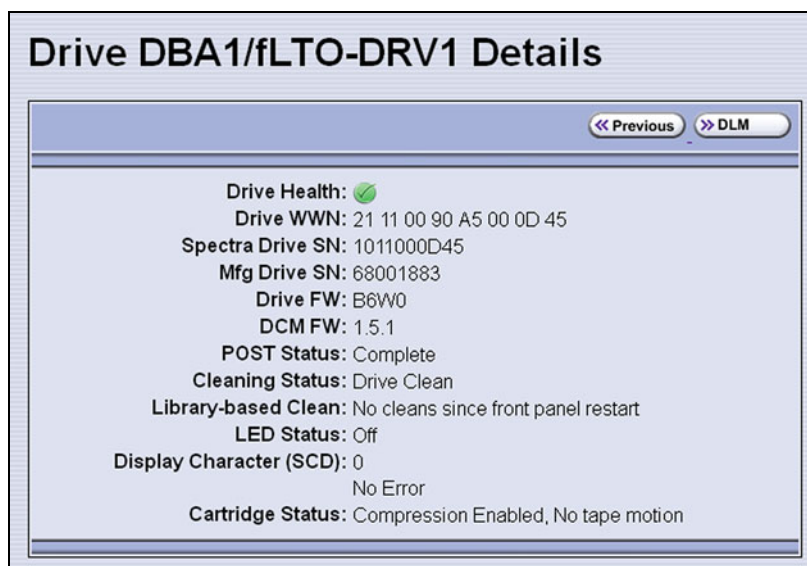 Drive DBA1/fLTO-DRV1 Details
Previous DLM
Drive Health:
Drive WWN: 21 11 00 90 A5 00 0D 45
Spectra Drive SN: 1011000D45
Mfg Drive SN: 68001883
Drive FW: B6W0
DCM FW: 1.5.1
POST Status: Complete
Cleaning Status: Drive Clean
Library-based Clean: No cleans since front panel restart
LED Status: Off
Display Character (SCD): 0
No Error
Cartridge Status: Compression Enabled, No tape motion